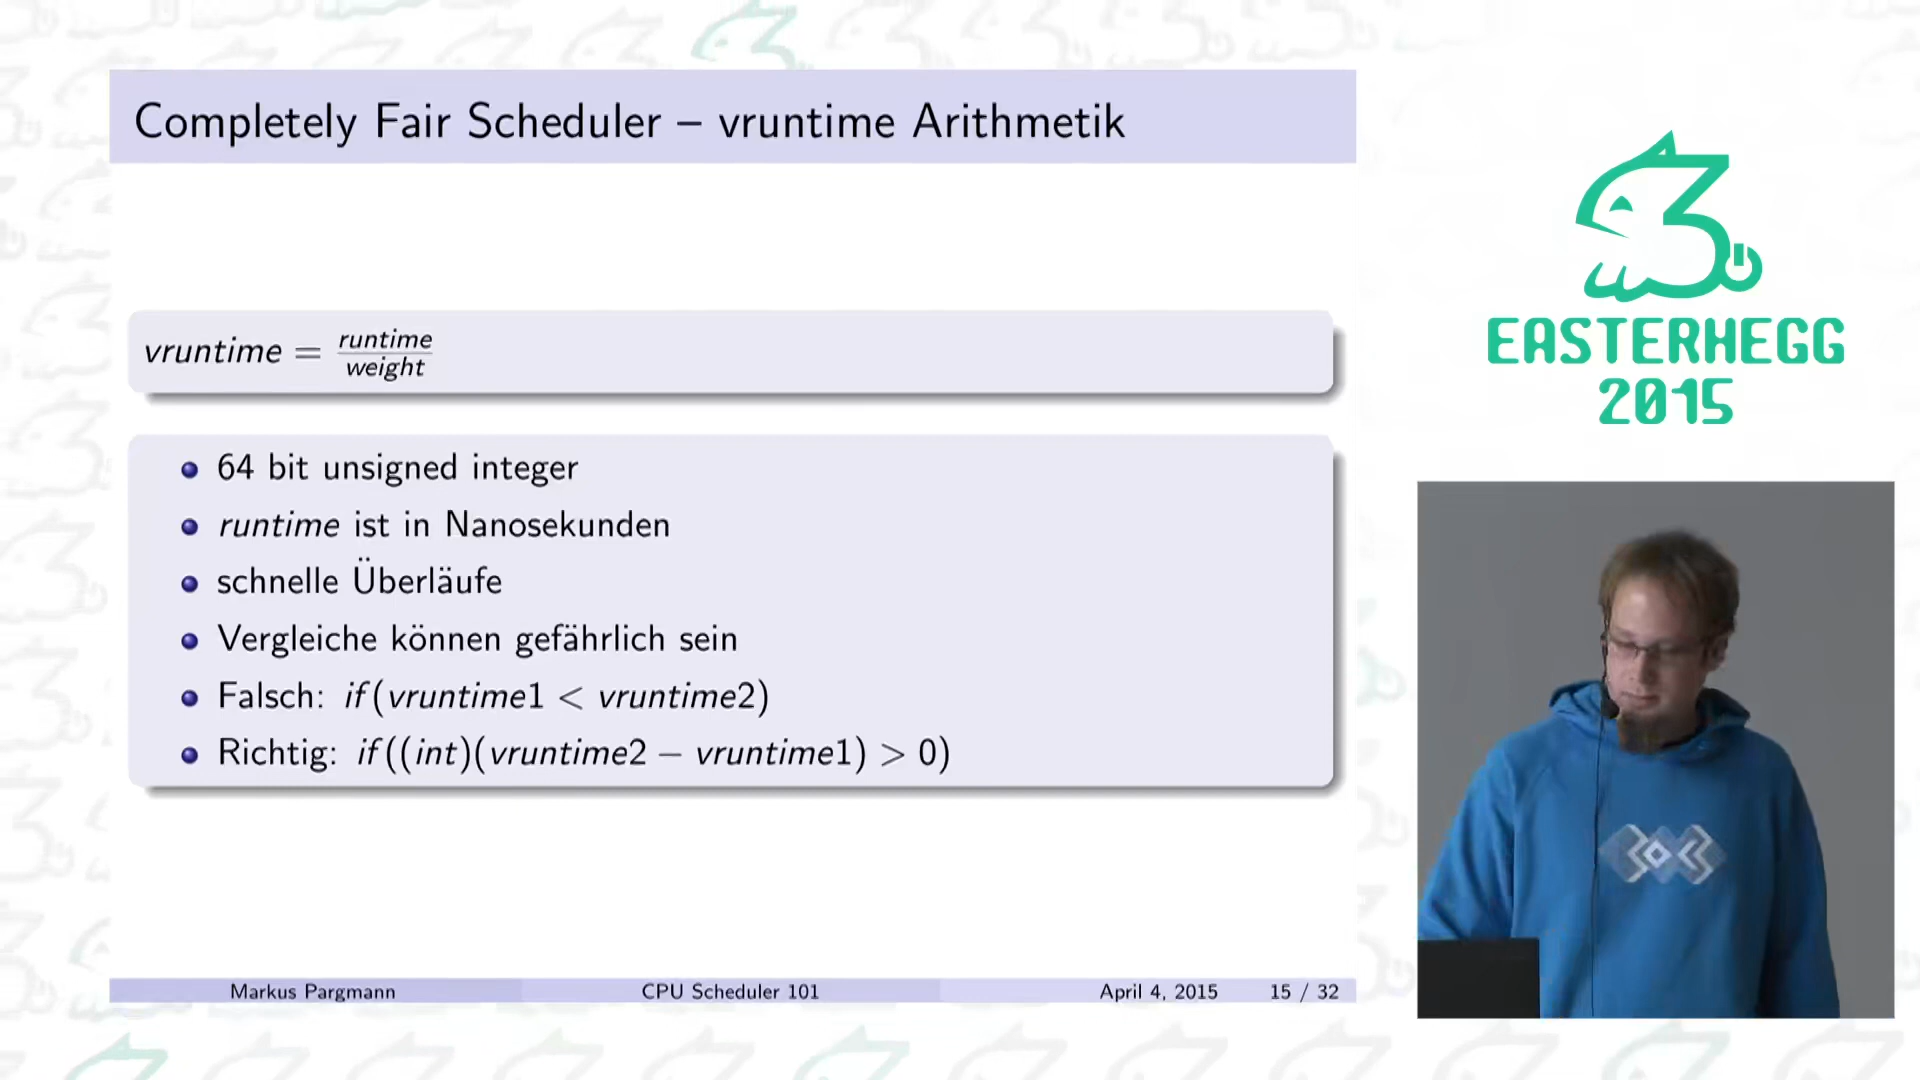 Completely Fair Scheduler – vruntime Arithmetik
vruntime = runtime / weight
64 bit unsigned integer
runtime ist in Nanosekunden
schnelle Überläufe
Vergleiche können gefährlich sein
Falsch: if(vruntime1 < vruntime2)
Richtig: if((int)(vruntime2 − vruntime1) > 0)
Markus Pargmann
CPU Scheduler 101
April 4, 2015
15 / 32
EASTERHEGG
2015